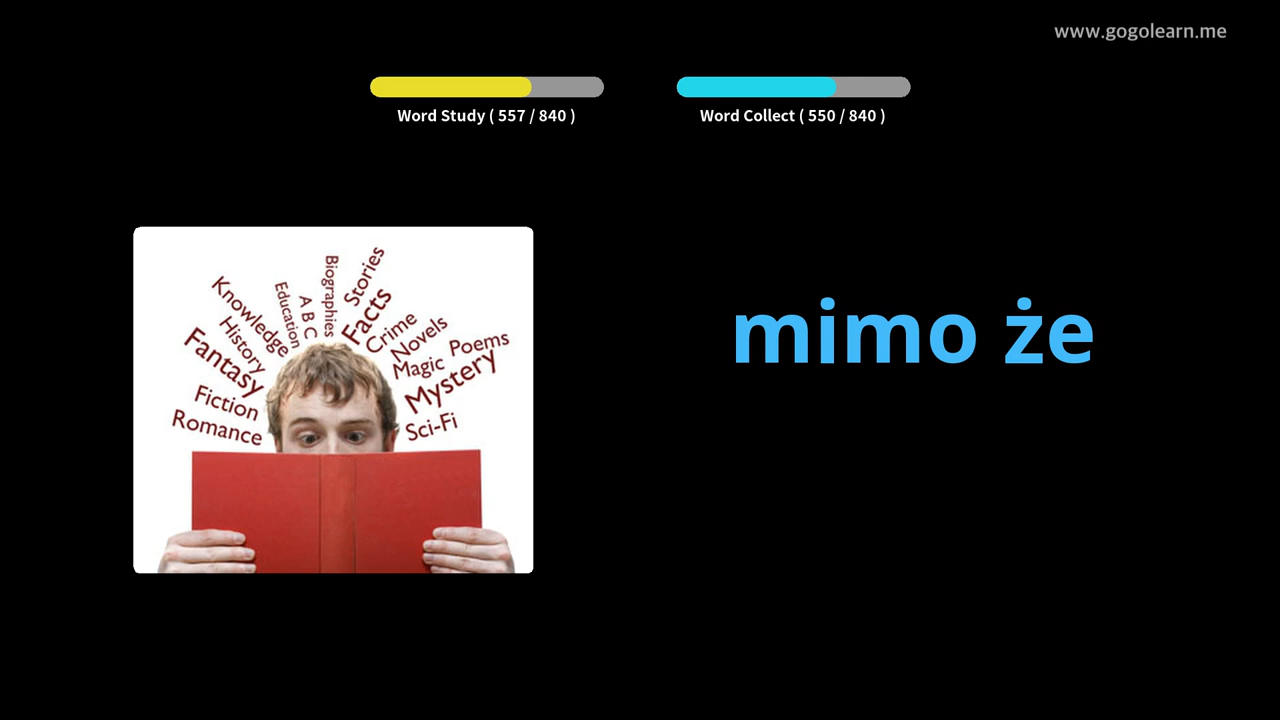 www.gogolearn.me
Word Study ( 557 / 840 )
Word Collect ( 550 / 840 )
Biographies
Stories
Knowledge
Education
A B C
Facts
History
Crime
Novels
Fantasy
Magic
Poems
Fiction
Mystery
Romance
Sci-Fi
mimo że